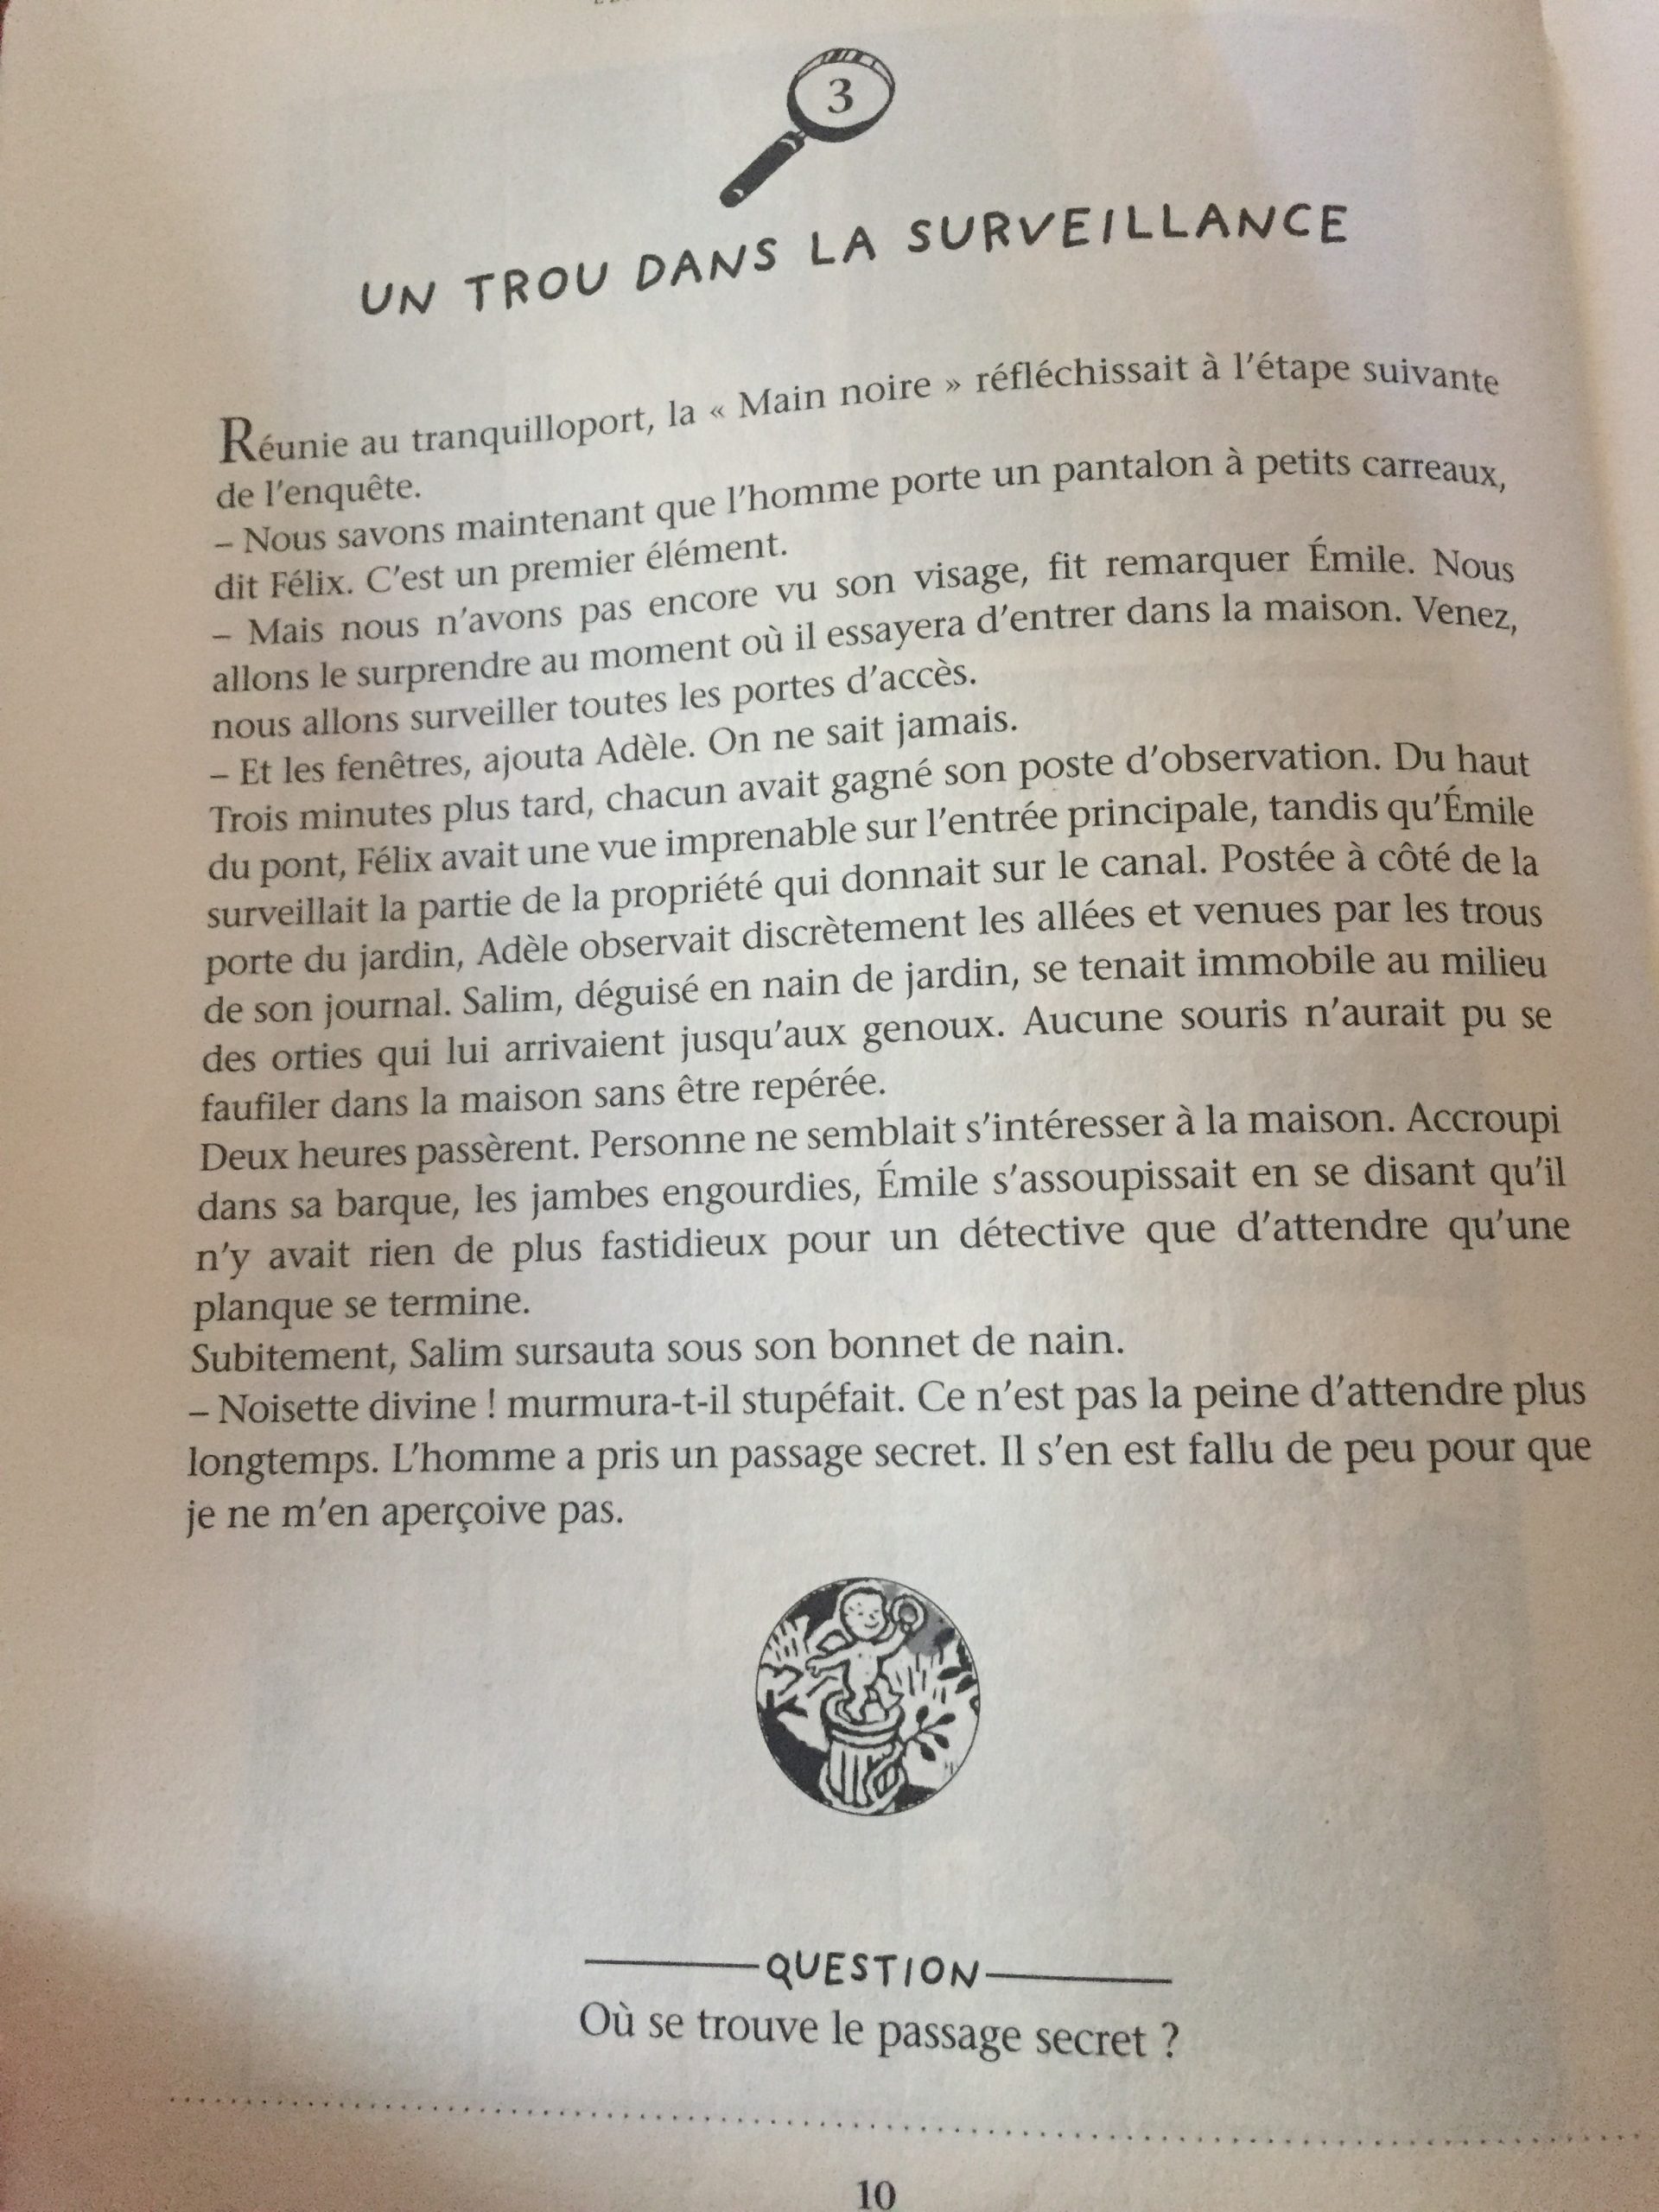 3
UN TROU DANS LA SURVEILLANCE
Réunie au tranquilloport, la « Main noire » réfléchissait à l'étape suivante
de l'enquête.
– Nous savons maintenant que l'homme porte un pantalon à petits carreaux,
dit Félix. C'est un premier élément.
– Mais nous n'avons pas encore vu son visage, fit remarquer Émile. Nous
allons le surprendre au moment où il essayera d'entrer dans la maison. Venez,
nous allons surveiller toutes les portes d'accès.
– Et les fenêtres, ajouta Adèle. On ne sait jamais.
Trois minutes plus tard, chacun avait gagné son poste d'observation. Du haut
du pont, Félix avait une vue imprenable sur l'entrée principale, tandis qu'Émile
surveillait la partie de la propriété qui donnait sur le canal. Postée à côté de la
porte du jardin, Adèle observait discrètement les allées et venues par les trous
de son journal. Salim, déguisé en nain de jardin, se tenait immobile au milieu
des orties qui lui arrivaient jusqu'aux genoux. Aucune souris n'aurait pu se
faufiler dans la maison sans être repérée.
Deux heures passèrent. Personne ne semblait s'intéresser à la maison. Accroupi
dans sa barque, les jambes engourdies, Émile s'assoupissait en se disant qu'il
n'y avait rien de plus fastidieux pour un détective que d'attendre qu'une
planque se termine.
Subitement, Salim sursauta sous son bonnet de nain.
– Noisette divine ! murmura-t-il stupéfait. Ce n'est pas la peine d'attendre plus
longtemps. L'homme a pris un passage secret. Il s'en est fallu de peu pour que
je ne m'en aperçoive pas.
QUESTION
Où se trouve le passage secret ?
10